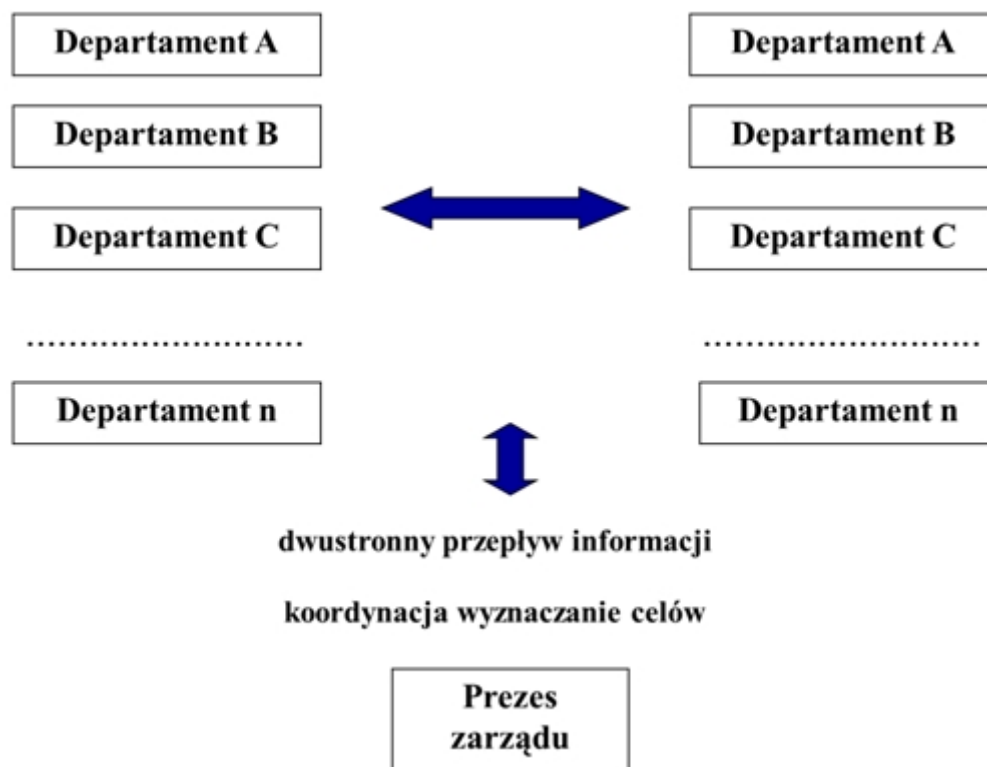 Departament A
Departament A
Departament B
Departament B
Departament C
Departament C
............................
............................
Departament n
Departament n
dwustronny przepływ informacji
koordynacja wyznaczanie celów
Prezes
zarządu